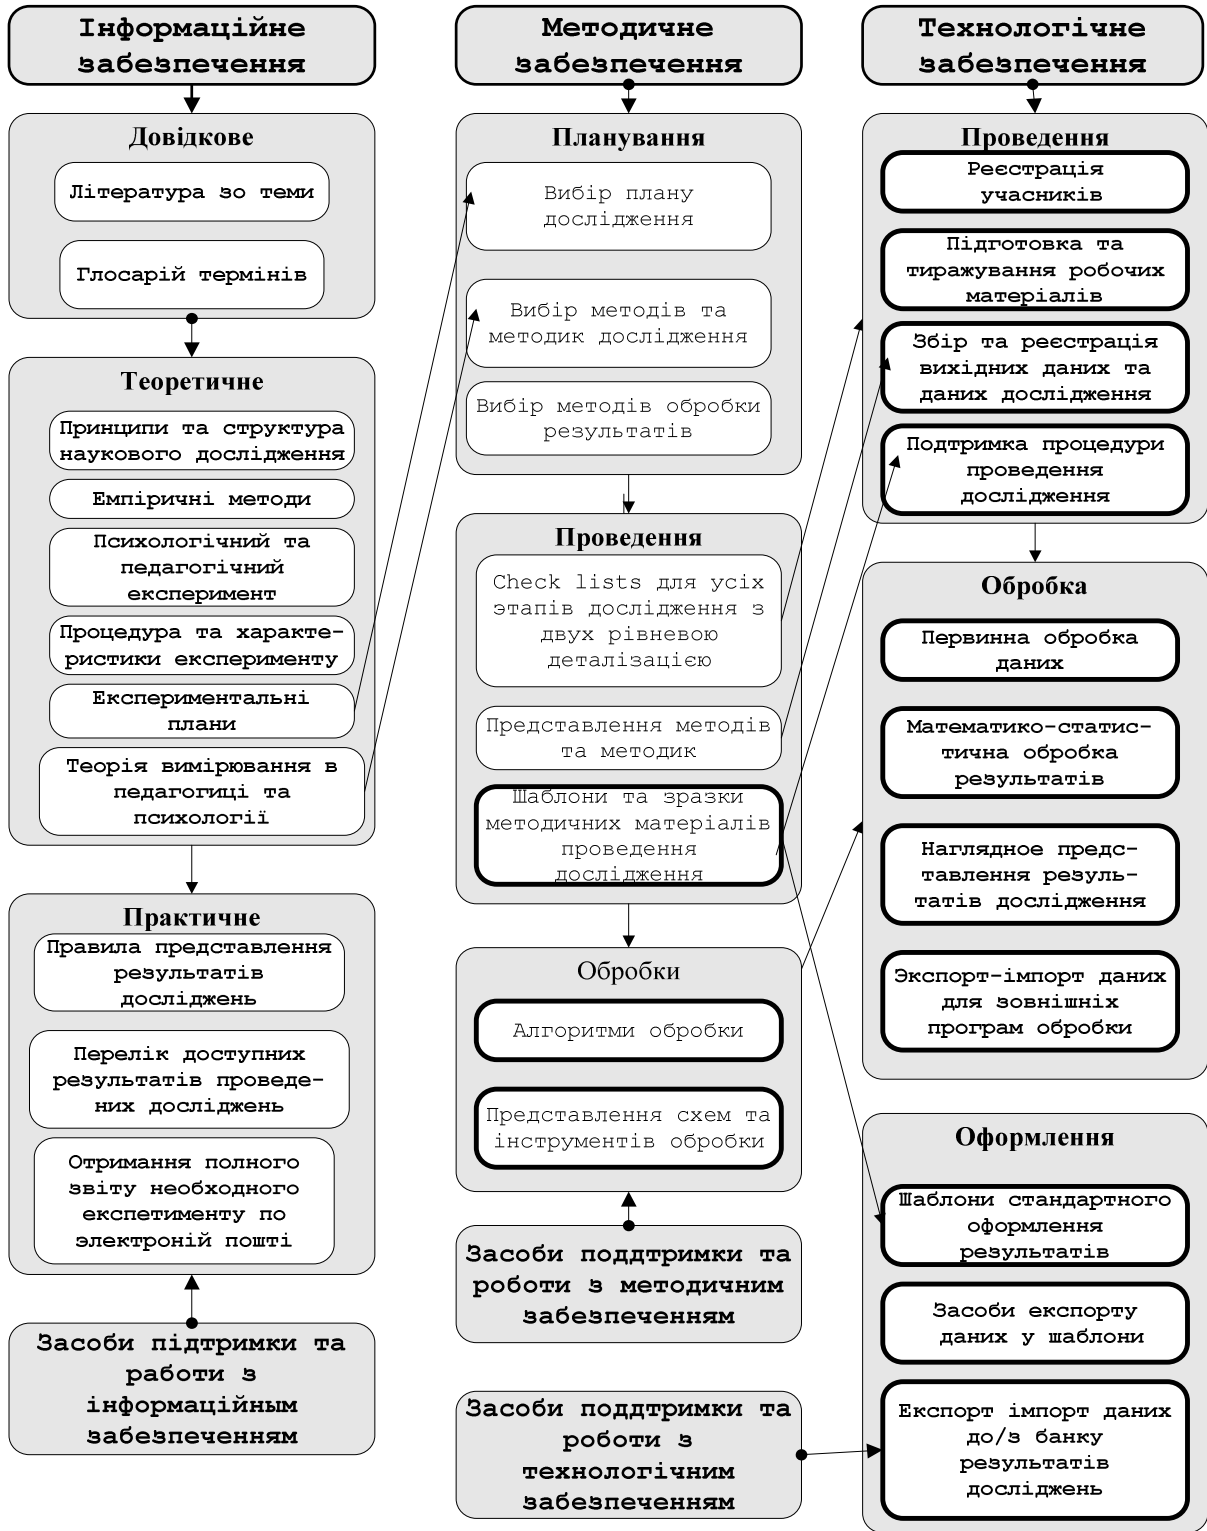 Інформаційне
забезпечення
Довідкове
Література зо теми
Глосарій термінів
Теоретичне
Принципи та структура
наукового дослідження
Емпіричні методи
Психологічний та
педагогічний
експеримент
Процедура та характе-
ристики експерименту
Експериментальні
плани
Теорія вимірювання в
педагогиці та
психології
Практичне
Правила представлення
результатів
досліджень
Перелік доступних
результатів проведе-
них досліджень
Отримання полного
звіту необходного
експетименту по
электроній пошті
Засоби підтримки та
работи з
інформаційным
забезпеченням
Методичне
забезпечення
Планування
Вибір плану
дослідження
Вибір методів та
методик дослідження
Вибір методів обробки
результатів
Проведення
Check lists для усіх
этапів дослідження з
двух рівневою
деталізацією
Представлення методів
та методик
Шаблони та зразки
методичних матеріалів
проведення
дослідження
Обробки
Алгоритми обробки
Представлення схем та
інструментів обробки
Засоби поддтримки та
роботи з методичним
забезпеченням
Засоби поддтримки та
роботи з
технологічним
забезпеченням
Технологічне
забезпечення
Проведення
Реєстрація
учасників
Підготовка та
тиражування робочих
матеріалів
Збір та реєстрація
вихідних даних та
даних дослідження
Подтримка процедури
проведення
дослідження
Обробка
Первинна обробка
даних
Математико-статис-
тична обробка
результатів
Наглядное предс-
тавлення резуль-
татів дослідження
Экспорт-імпорт даних
для зовнішніх
програм обробки
Оформлення
Шаблони стандартного
оформлення
результатів
Засоби експорту
даних у шаблони
Експорт імпорт даних
до/з банку
результатів
досліджень